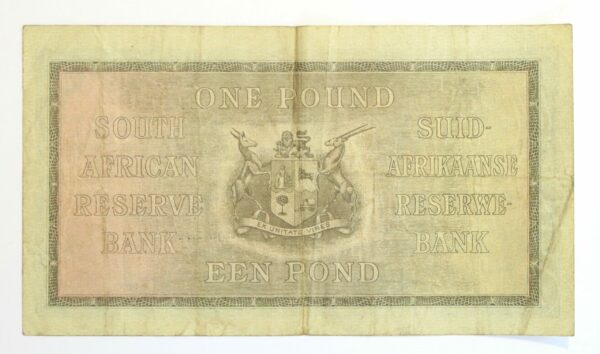 ONE POUND
SOUTH
AFRICAN
RESERVE
BANK
SUID-
AFRIKAANSE
RESERWE-
BANK
EX UNITATE VIRES
EEN POND